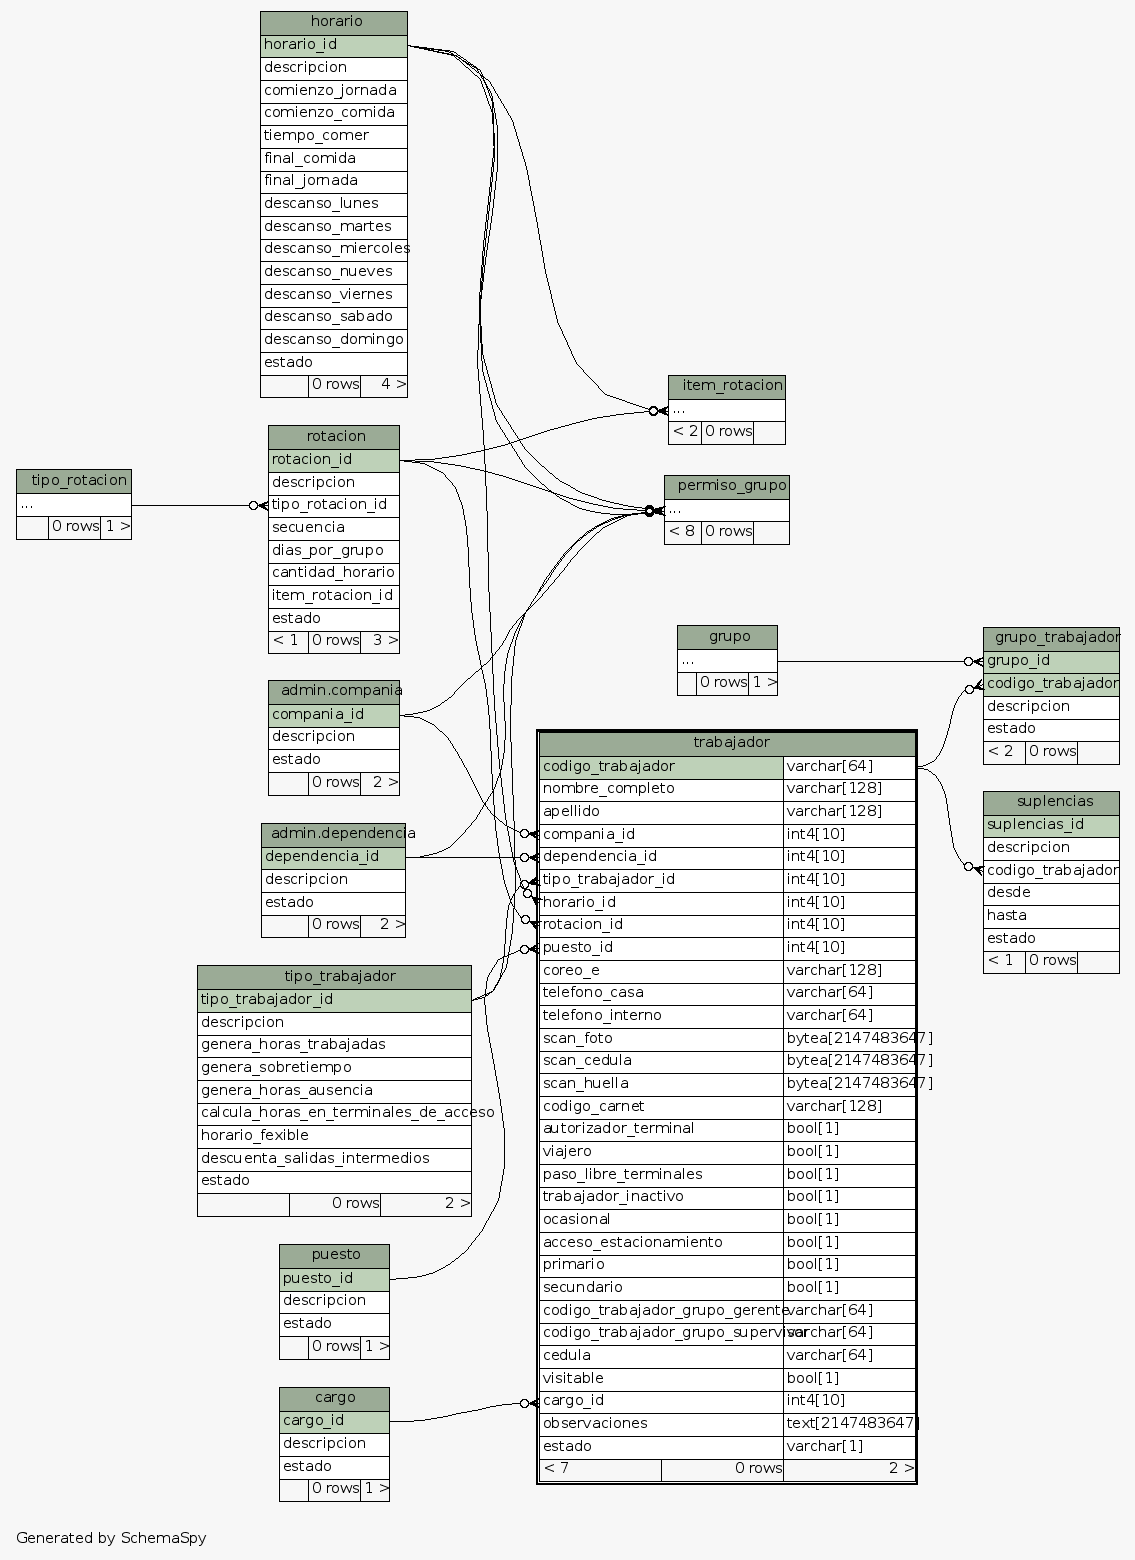 horario
horario_id
descripcion
comienzo_jornada
comienzo_comida
tiempo_comer
final_comida
final_jornada
descanso_lunes
descanso_martes
descanso_miercoles
descanso_nueves
descanso_viernes
descanso_sabado
descanso_domingo
estado
0 rows 4 >
item_rotacion
...
< 2 0 rows
rotacion
rotacion_id
descripcion
tipo_rotacion_id
secuencia
dias_por_grupo
cantidad_horario
item_rotacion_id
estado
< 1 0 rows 3 >
tipo_rotacion
...
0 rows 1 >
permiso_grupo
...
< 8 0 rows
grupo
...
0 rows 1 >
grupo_trabajador
grupo_id
codigo_trabajador
descripcion
estado
< 2 0 rows
admin.compania
compania_id
descripcion
estado
0 rows 2 >
trabajador
codigo_trabajador varchar[64]
nombre_completo varchar[128]
apellido varchar[128]
compania_id int4[10]
dependencia_id int4[10]
tipo_trabajador_id int4[10]
horario_id int4[10]
rotacion_id int4[10]
puesto_id int4[10]
coreo_e varchar[128]
telefono_casa varchar[64]
telefono_interno varchar[64]
scan_foto bytea[2147483647]
scan_cedula bytea[2147483647]
scan_huella bytea[2147483647]
codigo_carnet varchar[128]
autorizador_terminal bool[1]
viajero bool[1]
paso_libre_terminales bool[1]
trabajador_inactivo bool[1]
ocasional bool[1]
acceso_estacionamiento bool[1]
primario bool[1]
secundario bool[1]
codigo_trabajador_grupo_gerente varchar[64]
codigo_trabajador_grupo_supervisor varchar[64]
cedula varchar[64]
visitable bool[1]
cargo_id int4[10]
observaciones text[2147483647]
estado varchar[1]
< 7 0 rows 2 >
suplencias
suplencias_id
descripcion
codigo_trabajador
desde
hasta
estado
< 1 0 rows
admin.dependencia
dependencia_id
descripcion
estado
0 rows 2 >
tipo_trabajador
tipo_trabajador_id
descripcion
genera_horas_trabajadas
genera_sobretiempo
genera_horas_ausencia
calcula_horas_en_terminales_de_acceso
horario_fexible
descuenta_salidas_intermedios
estado
0 rows 2 >
puesto
puesto_id
descripcion
estado
0 rows 1 >
cargo
cargo_id
descripcion
estado
0 rows 1 >
Generated by SchemaSpy